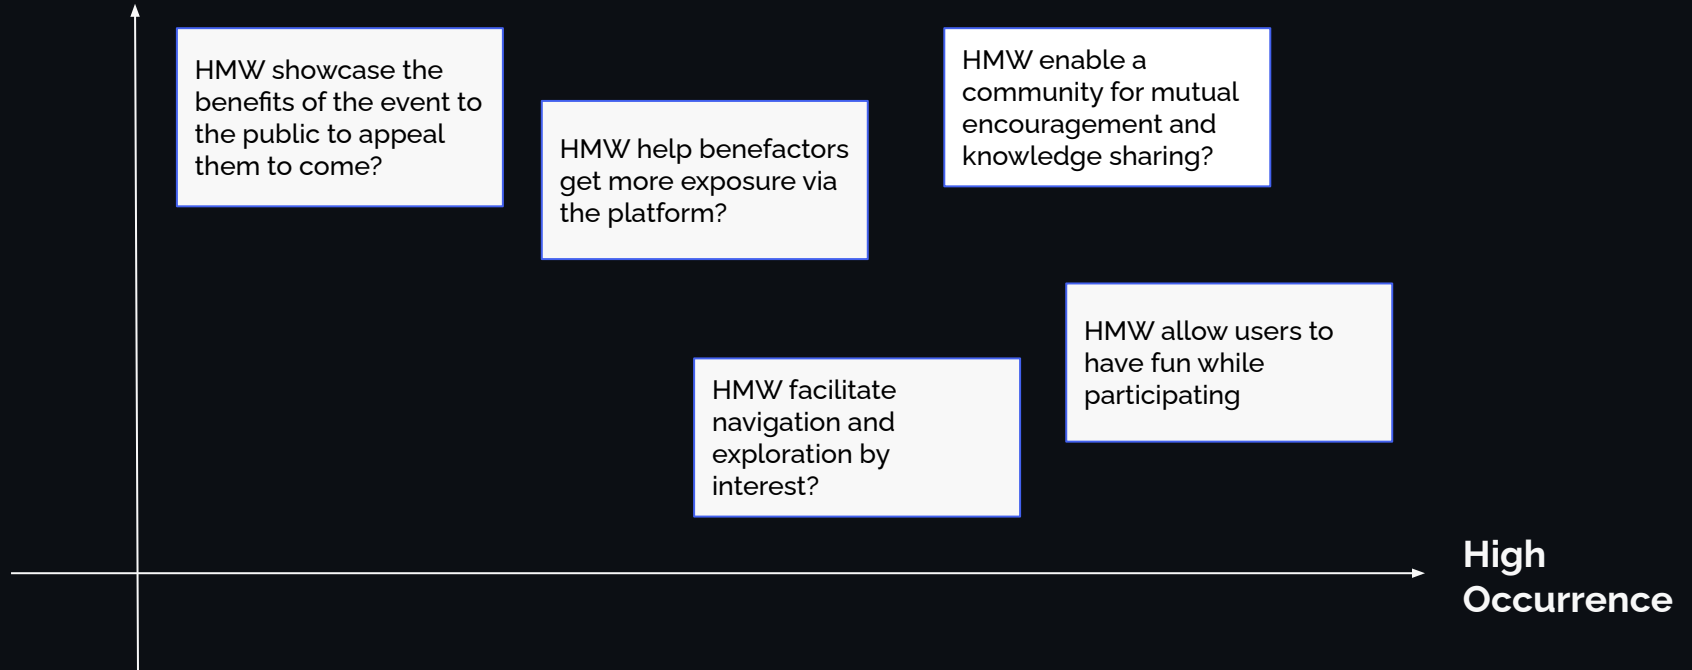 HMW showcase the
benefits of the event to
the public to appeal
them to come?
HMW help benefactors
get more exposure via
the platform?
HMW enable a
community for mutual
encouragement and
knowledge sharing?
HMW facilitate
navigation and
exploration by
interest?
HMW allow users to
have fun while
participating
High
Occurrence